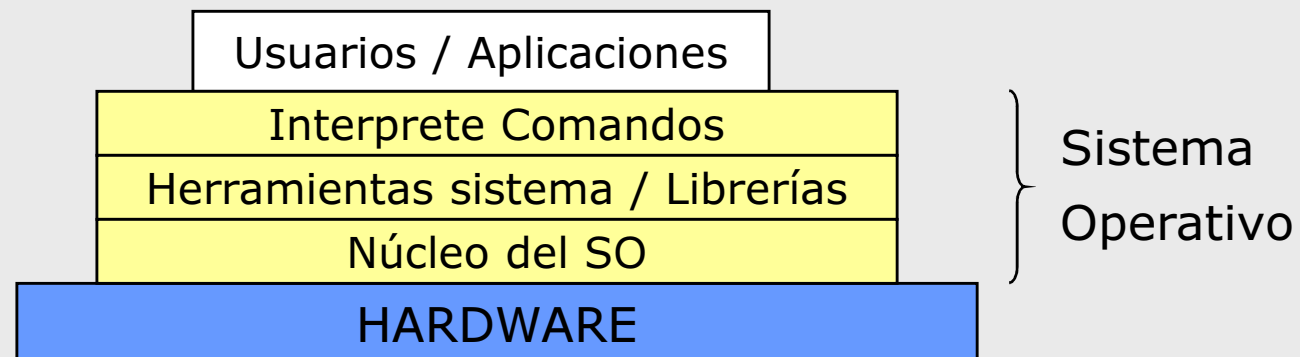 Usuarios / Aplicaciones
Interprete Comandos
Herramientas sistema / Librerías
Núcleo del SO
HARDWARE
Sistema
Operativo